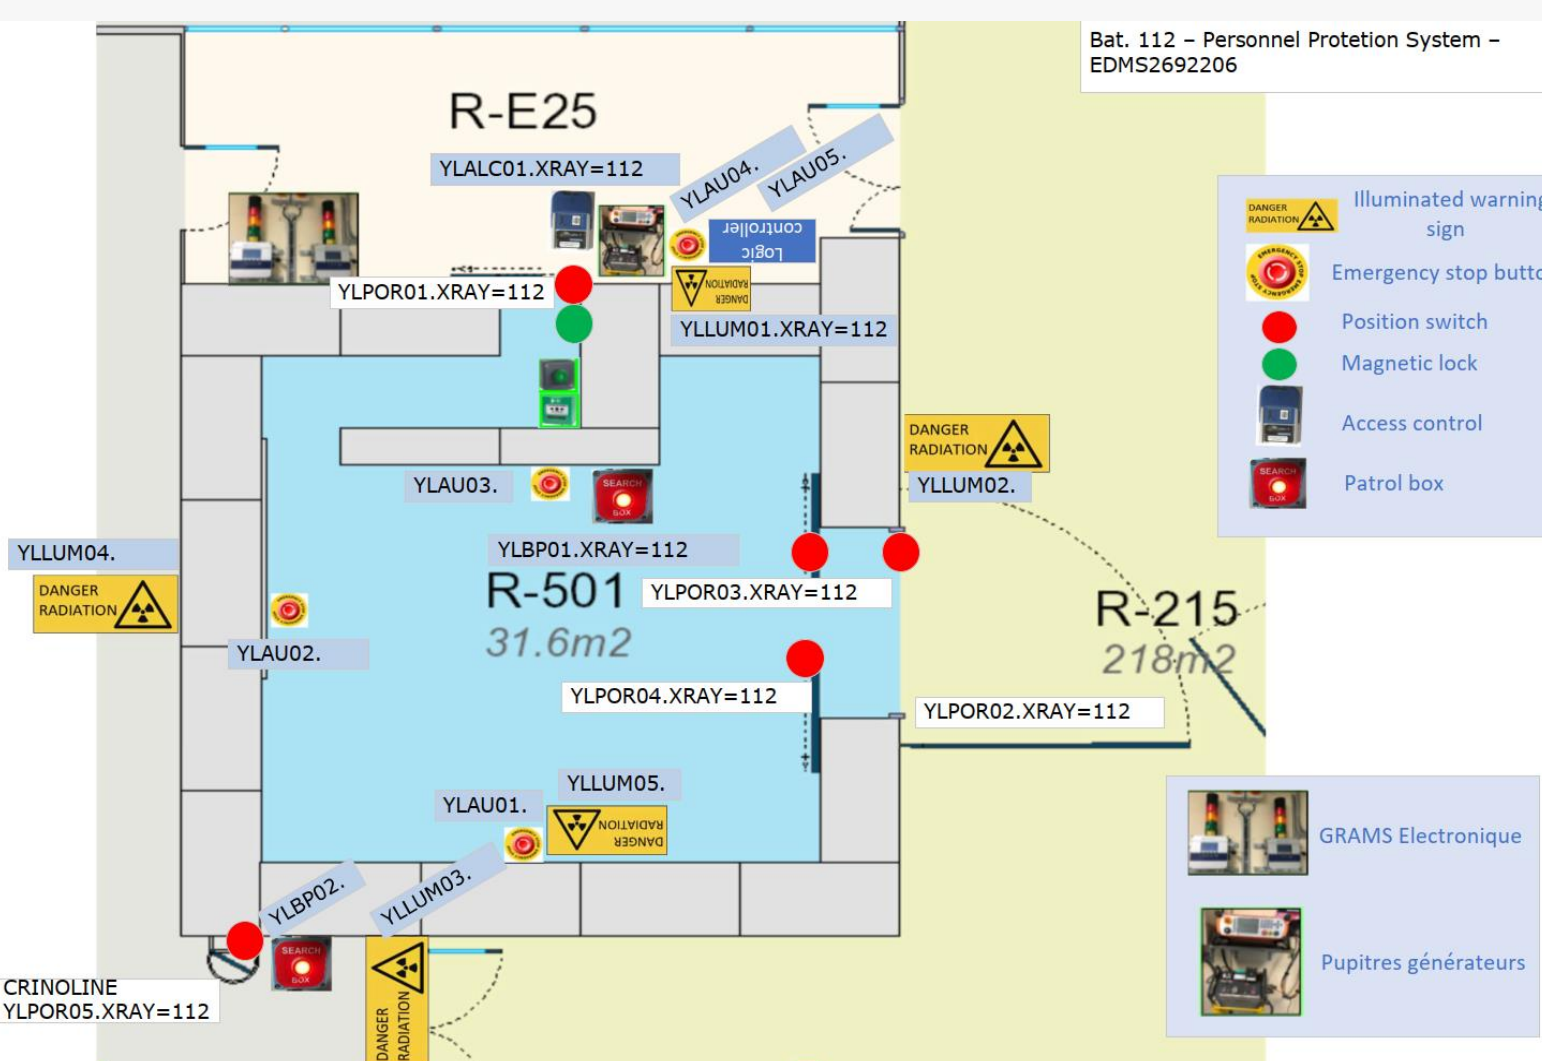 Bat. 112 – Personnel Protetion System –
EDMS2692206
R-E25
YLALC01.XRAY=112
YLAU04.
YLAU05.
Logic
controller
DANGER
RADIATION
Illuminated warning
sign
Emergency stop butto
Position switch
Magnetic lock
Access control
SEARCH
BOX
Patrol box
YLPOR01.XRAY=112
DANGER
RADIATION
YLLUM01.XRAY=112
DANGER
RADIATION
YLLUM02.
YLAU03.
SEARCH
BOX
YLBP01.XRAY=112
YLLUM04.
DANGER
RADIATION
R-501
31.6m2
YLPOR03.XRAY=112
R-215
218m2
YLAU02.
YLPOR04.XRAY=112
YLPOR02.XRAY=112
YLLUM05.
YLAU01.
DANGER
RADIATION
YLBP02.
YLLUM03.
SEARCH
BOX
DANGER
RADIATION
CRINOLINE
YLPOR05.XRAY=112
GRAMS Electronique
Pupitres générateurs